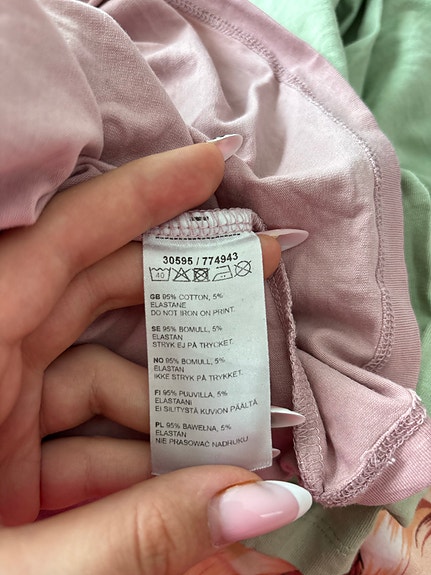 30595 / 774943
40
GB 95% COTTON, 5%
ELASTANE
DO NOT IRON ON PRINT.
SE 95% BOMULL, 5%
ELASTAN
STRYK EJ PÅ TRYCKET.
NO 95% BOMULL, 5%
ELASTAN
IKKE STRYK PÅ TRYKKET.
FI 95% PUUVILLA, 5%
ELASTAANI
EI SILITYSTÄ KUVION PÄÄLTÄ.
PL 95% BAWEŁNA, 5%
ELASTAN
NIE PRASOWAĆ NADRUKU